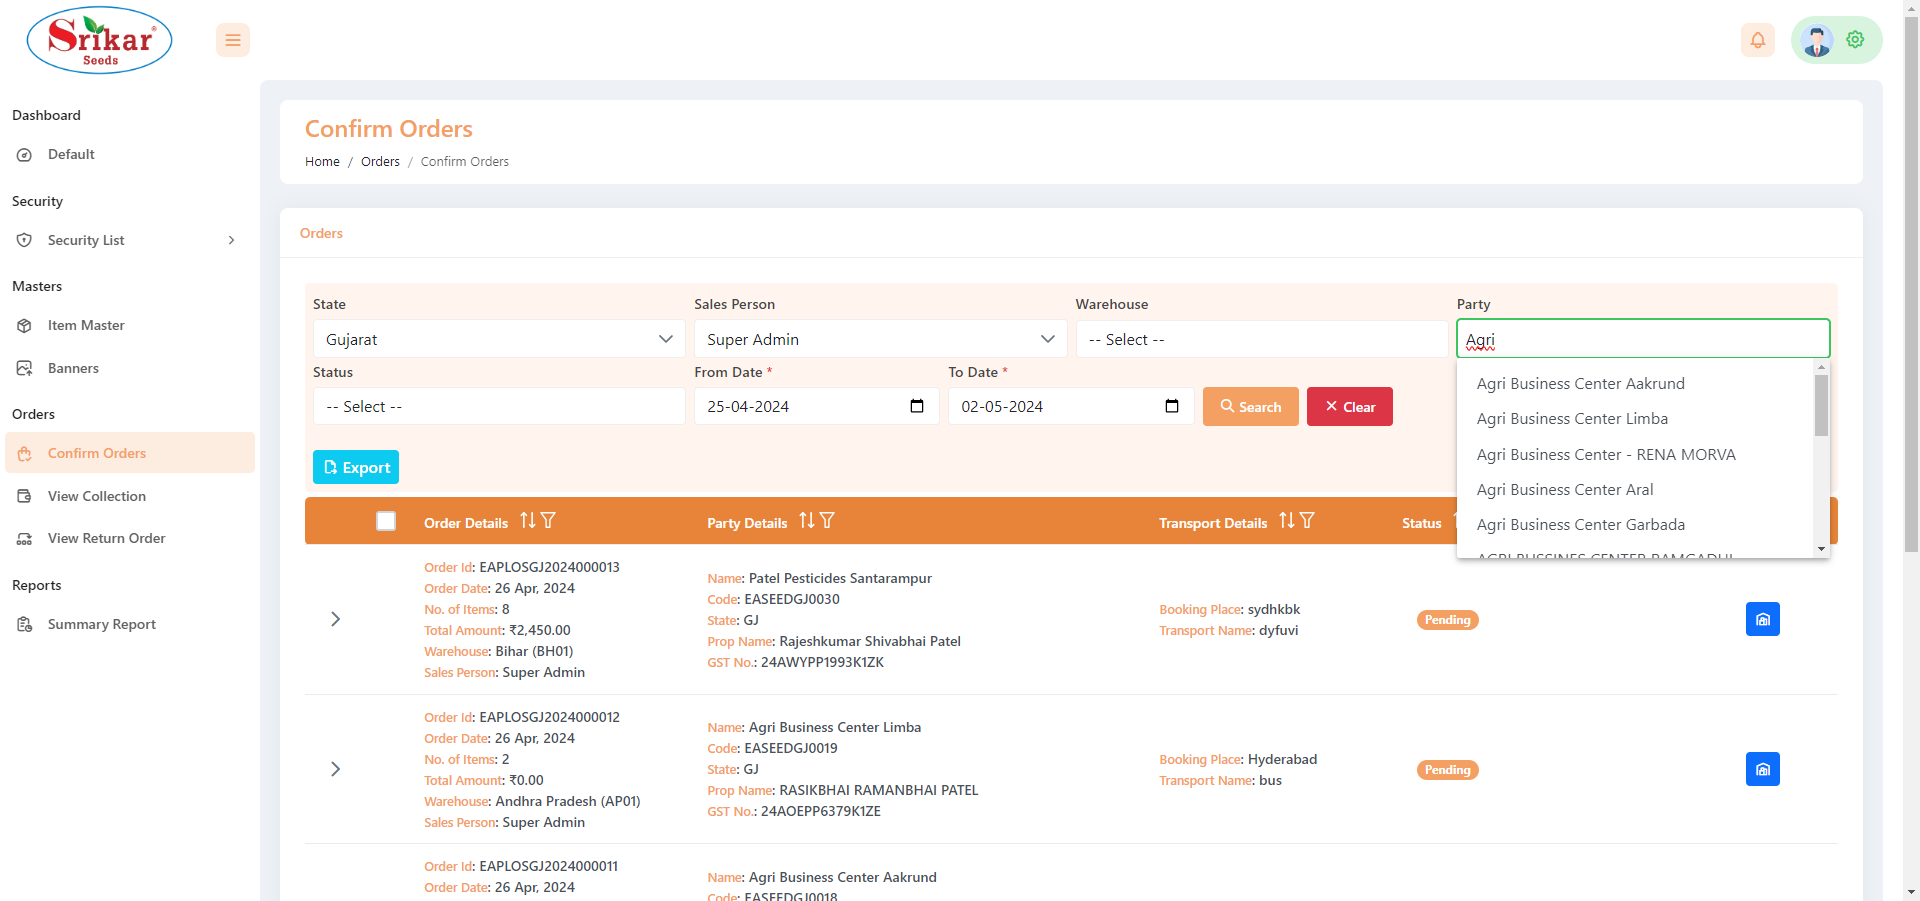 Srikar®
Seeds
Dashboard
Default
Security
Security List
Masters
Item Master
Banners
Orders
Confirm Orders
View Collection
View Return Order
Reports
Summary Report
Confirm Orders
Home / Orders / Confirm Orders
Orders
State
Sales Person
Warehouse
Party
Gujarat
Super Admin
-- Select --
Agri
Status
From Date *
To Date *
-- Select --
25-04-2024
02-05-2024
Search
Clear
Agri Business Center Aakrund
Agri Business Center Limba
Agri Business Center - RENA MORVA
Agri Business Center Aral
Agri Business Center Garbada
Export
Order Details
Party Details
Transport Details
Status
Order Id: EAPLOSGJ2024000013
Order Date: 26 Apr, 2024
No. of Items: 8
Total Amount: ₹2,450.00
Warehouse: Bihar (BH01)
Sales Person: Super Admin
Name: Patel Pesticides Santarampur
Code: EASEEDGJ0030
State: GJ
Prop Name: Rajeshkumar Shivabhai Patel
GST No.: 24AWYPP1993K1ZK
Booking Place: sydhkbk
Transport Name: dyfuvi
Pending
Order Id: EAPLOSGJ2024000012
Order Date: 26 Apr, 2024
No. of Items: 2
Total Amount: ₹0.00
Warehouse: Andhra Pradesh (AP01)
Sales Person: Super Admin
Name: Agri Business Center Limba
Code: EASEEDGJ0019
State: GJ
Prop Name: RASIKBHAI RAMANBHAI PATEL
GST No.: 24AOEPP6379K1ZE
Booking Place: Hyderabad
Transport Name: bus
Pending
Order Id: EAPLOSGJ2024000011
Order Date: 26 Apr, 2024
Name: Agri Business Center Aakrund
Code: EASEEDGJ0018